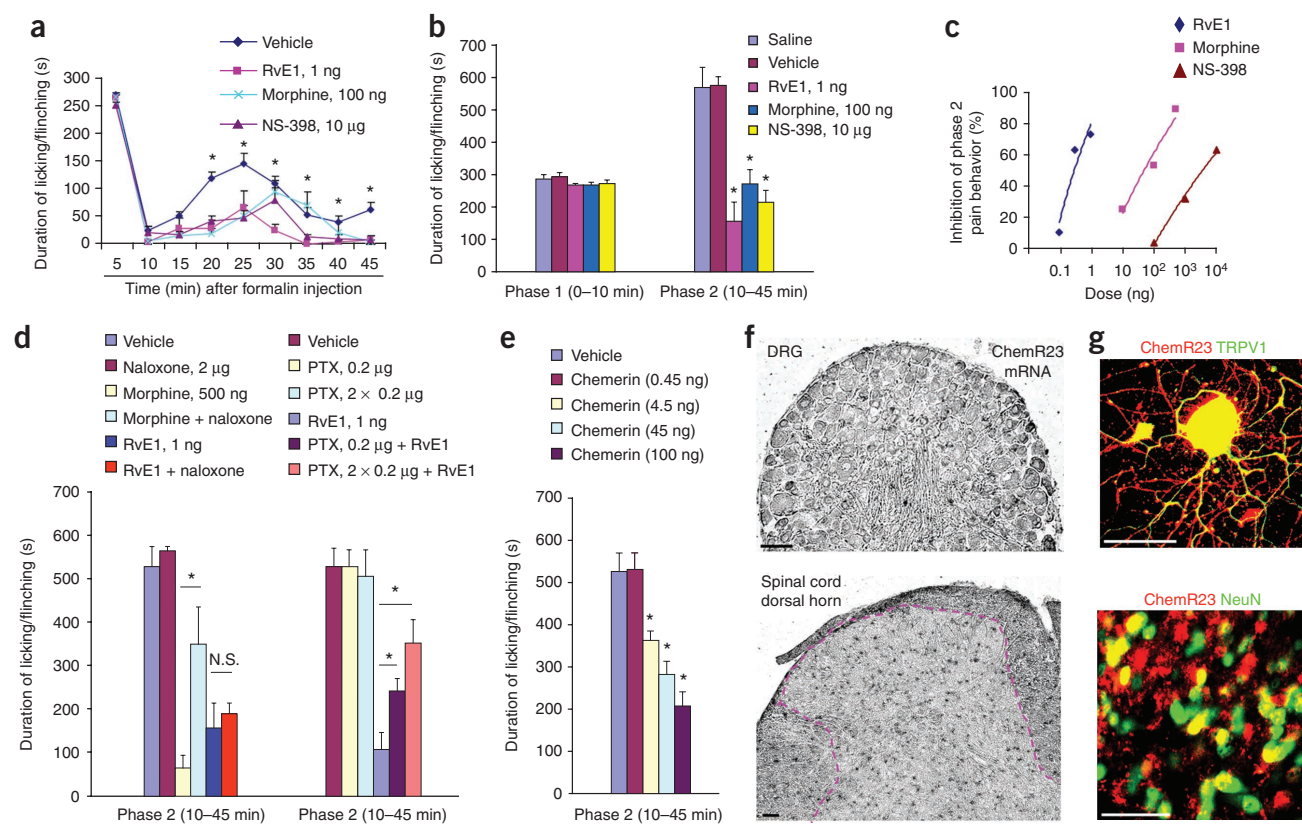 a
Vehicle
RvE1, 1 ng
Morphine, 100 ng
NS-398, 10 µg
Duration of licking/flinching (s)
300
250
200
150
100
50
0
* * * * * *
5 10 15 20 25 30 35 40 45
Time (min) after formalin injection
b
Saline
Vehicle
RvE1, 1 ng
Morphine, 100 ng
NS-398, 10 µg
Duration of licking/flinching (s)
700
600
500
400
300
200
100
0
* * *
Phase 1 (0–10 min) Phase 2 (10–45 min)
c
RvE1
Morphine
NS-398
Inhibition of phase 2
pain behavior (%)
100
80
60
40
20
0
0.1 1 10 10² 10³ 10⁴
Dose (ng)
d
Vehicle
Naloxone, 2 µg
Morphine, 500 ng
Morphine + naloxone
RvE1, 1 ng
RvE1 + naloxone
Vehicle
PTX, 0.2 µg
PTX, 2× 0.2 µg
RvE1, 1 ng
PTX, 0.2 µg + RvE1
PTX, 2 × 0.2 µg + RvE1
Duration of licking/flinching (s)
700
600
500
400
300
200
100
0
*
N.S.
*
*
Phase 2 (10–45 min) Phase 2 (10–45 min)
e
Vehicle
Chemerin (0.45 ng)
Chemerin (4.5 ng)
Chemerin (45 ng)
Chemerin (100 ng)
Duration of licking/flinching (s)
700
600
500
400
300
200
100
0
* * *
Phase 2 (10–45 min)
f
DRG
ChemR23
mRNA
Spinal cord
dorsal horn
g
ChemR23 TRPV1
ChemR23 NeuN